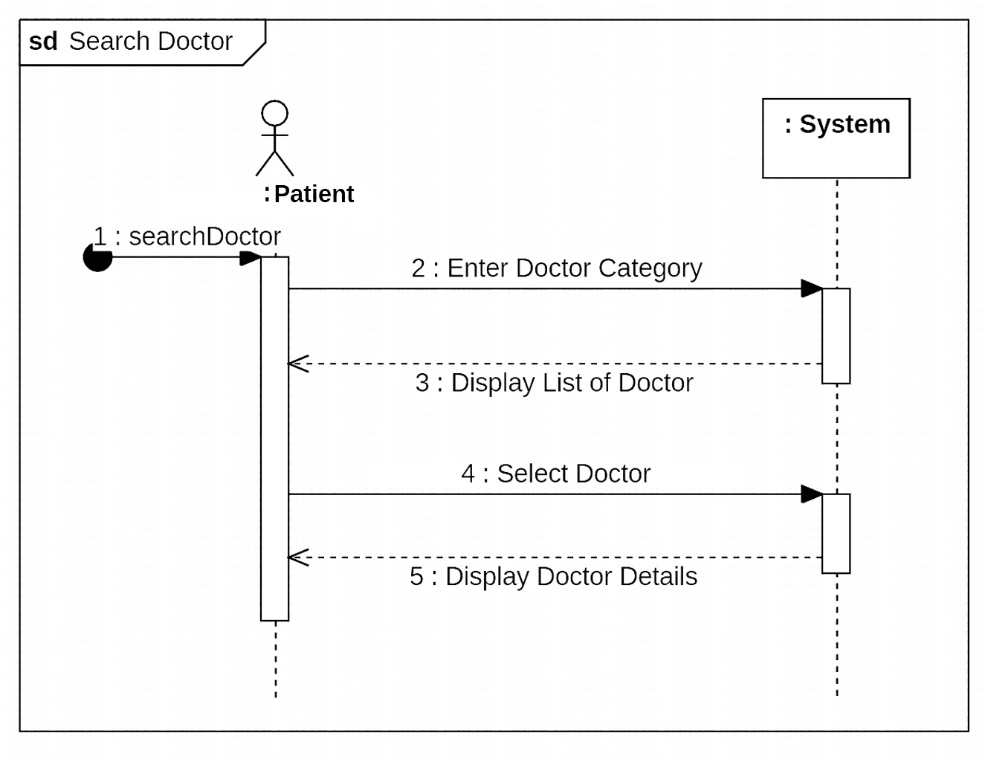 sd Search Doctor
: System
:Patient
1 : searchDoctor
2 : Enter Doctor Category
3 : Display List of Doctor
4 : Select Doctor
5 : Display Doctor Details